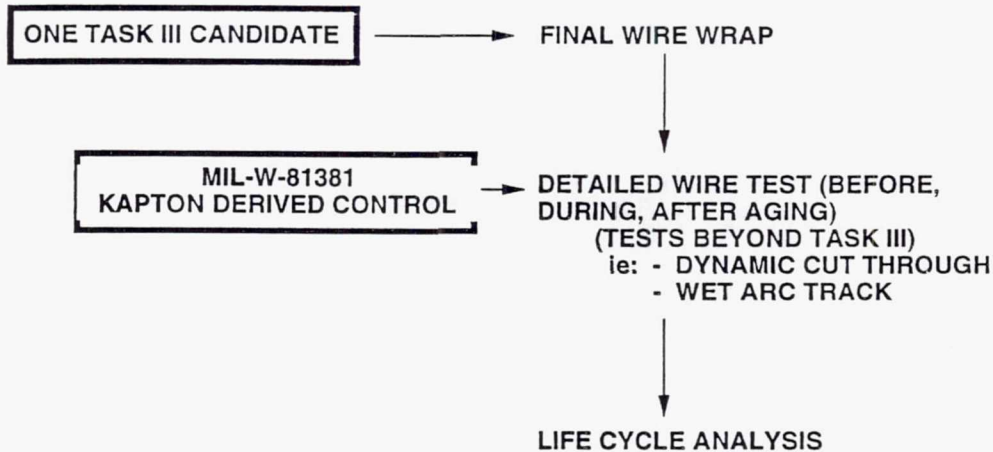 ONE TASK III CANDIDATE
FINAL WIRE WRAP
MIL-W-81381
KAPTON DERIVED CONTROL
DETAILED WIRE TEST (BEFORE,
DURING, AFTER AGING)
(TESTS BEYOND TASK III)
ie: - DYNAMIC CUT THROUGH
- WET ARC TRACK
LIFE CYCLE ANALYSIS